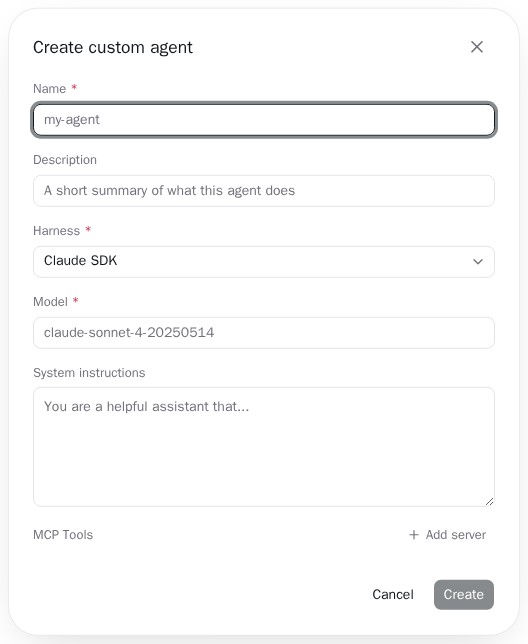 Create custom agent
Name *
my-agent
Description
A short summary of what this agent does
Harness *
Claude SDK
Model *
claude-sonnet-4-20250514
System instructions
You are a helpful assistant that...
MCP Tools
+ Add server
Cancel
Create